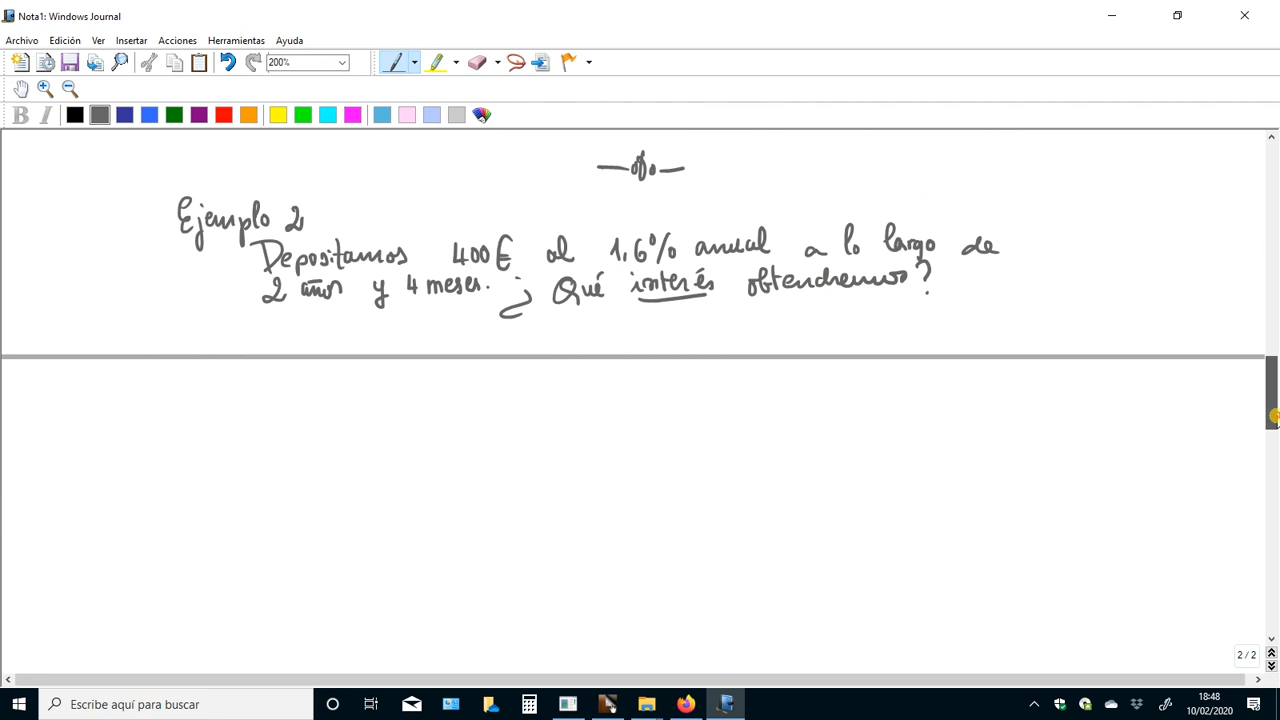 Nota1: Windows Journal
Archivo Edición Ver Insertar Acciones Herramientas Ayuda
200%
B I
Ejemplo 2
Depositamos 400€ al 1,6% anual a lo largo de
2 años y 4 meses. ¿Qué interés obtendremos?
2 / 2
Escribe aquí para buscar
18:48
10/02/2020